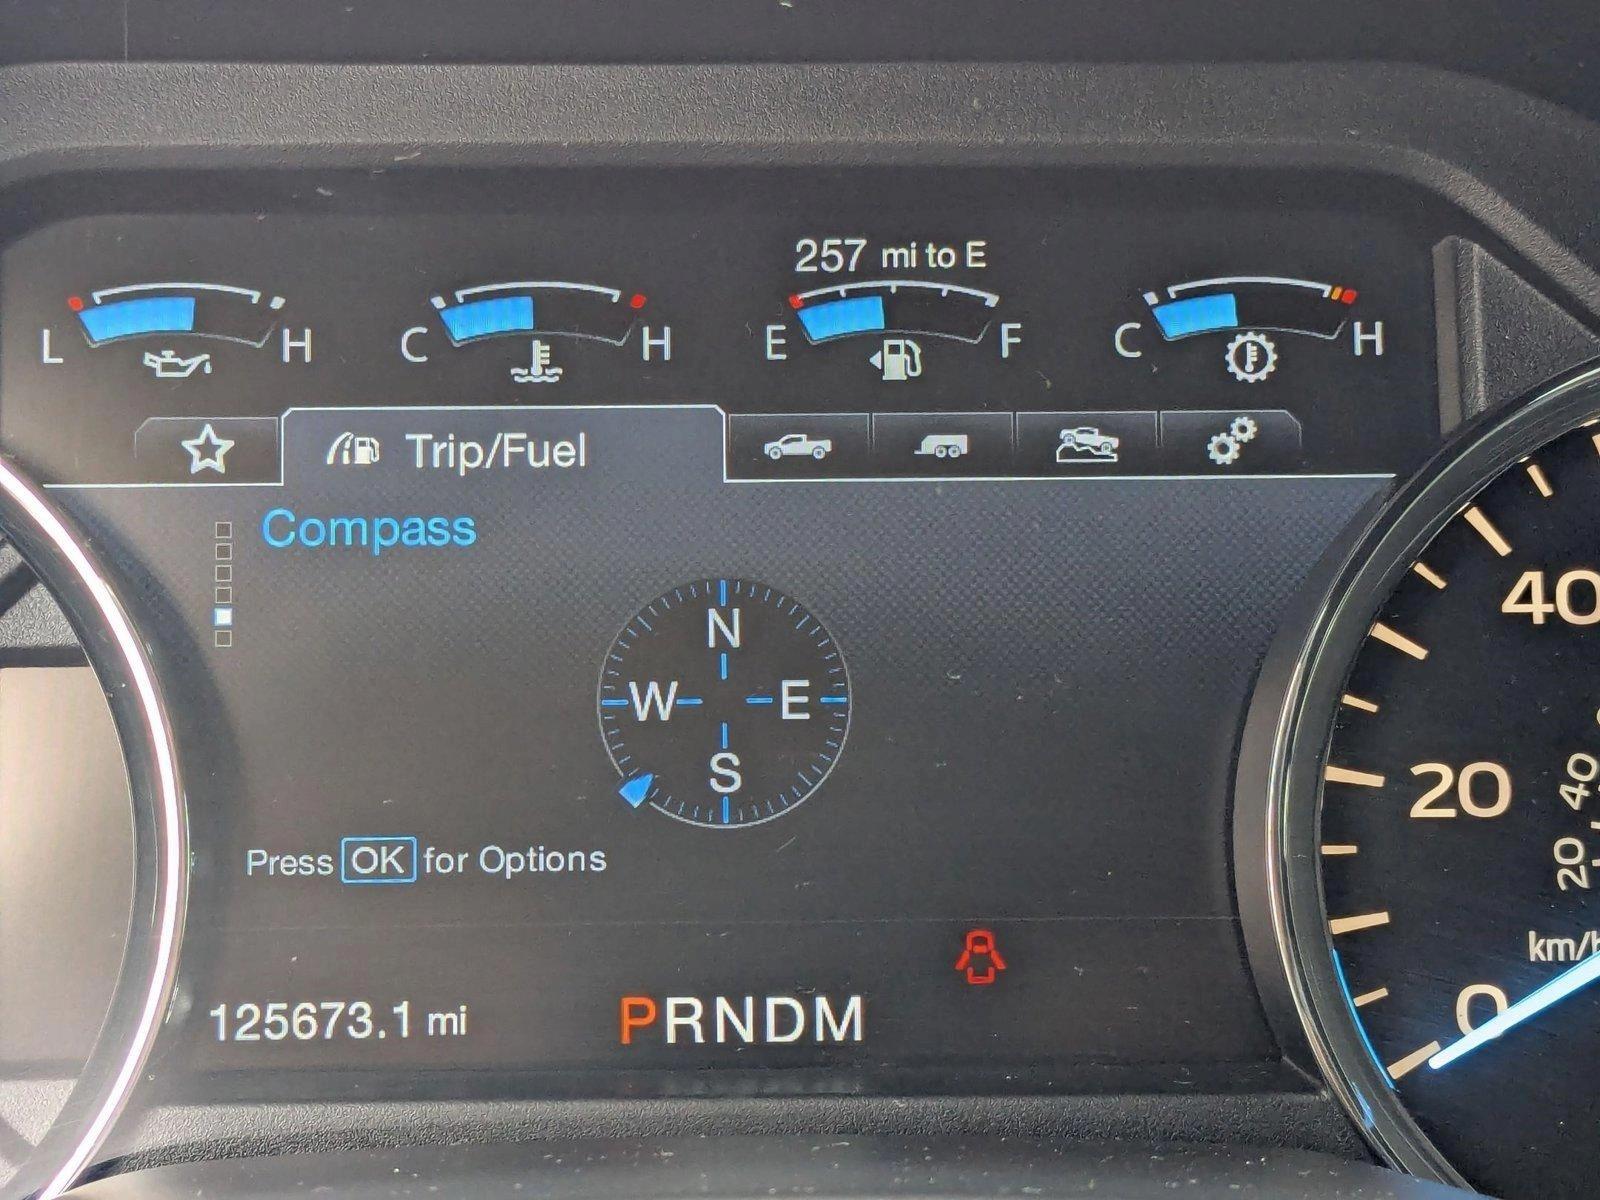 257 mi to E
L H C H E F C H
Trip/Fuel
Compass
N
W E
S
Press OK for Options
125673.1 mi PRNDM
40
20
0
40
20
km/h